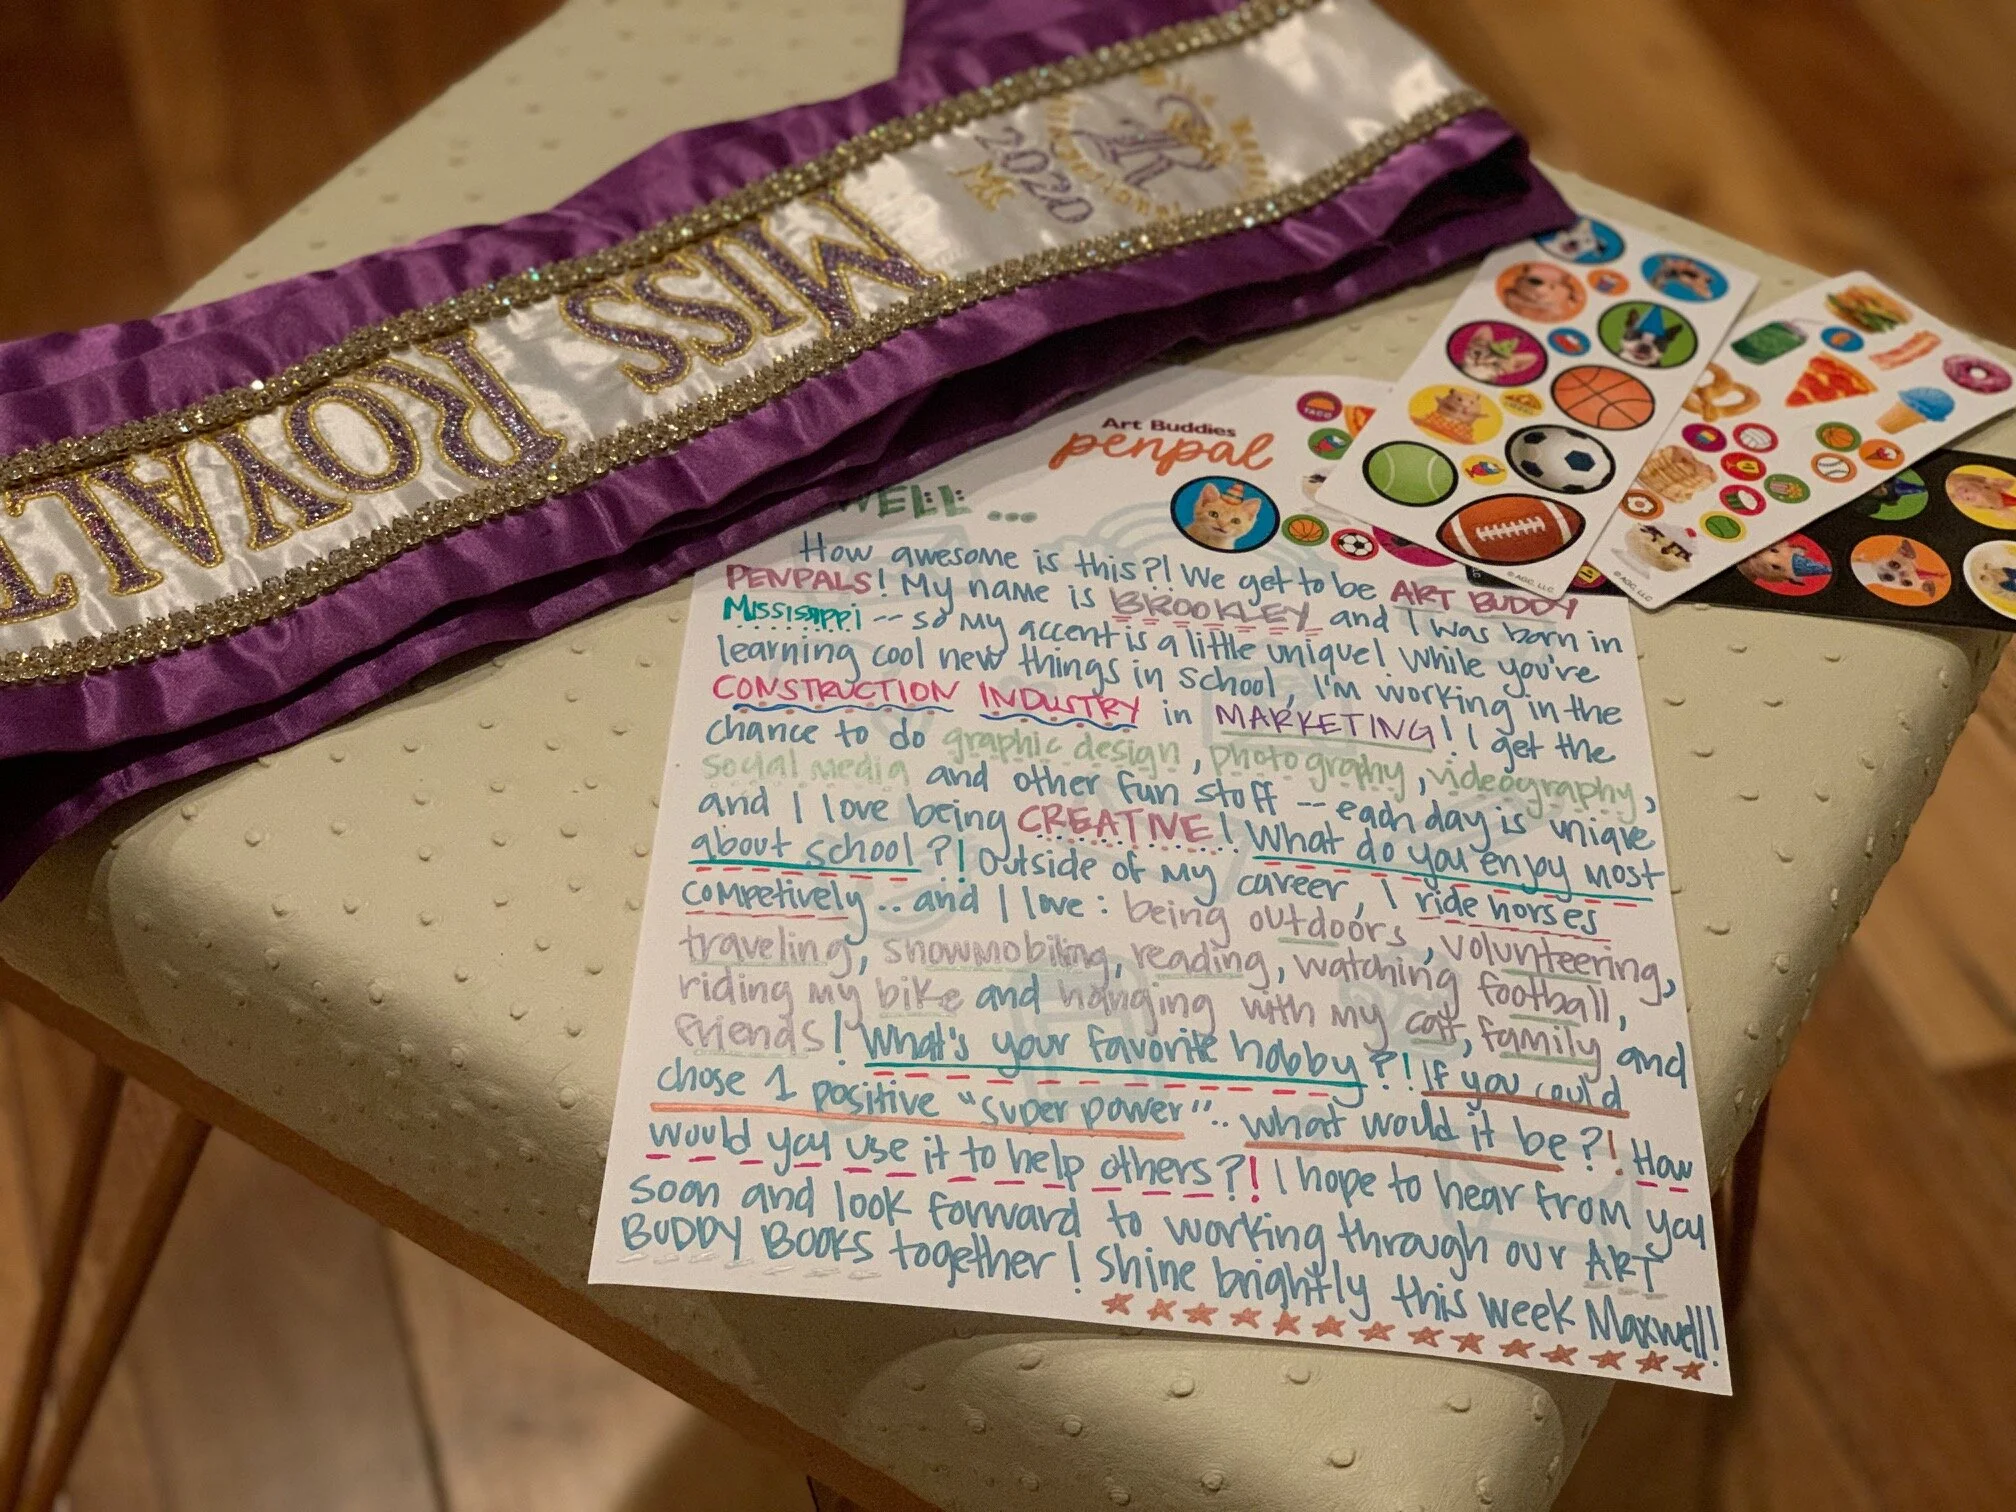 MISS ROYALT
2020
Art Buddies
penpal
TACO
© AGC, LLC
© AGC, LLC
WELL...
How awesome is this?! We get to be ART BUDDY
PENPALS! My name is BROOKLEY and I was born in
Mississippi -- so my accent is a little unique! While you're
learning cool new things in school, I'm working in the
CONSTRUCTION INDUSTRY in MARKETING! I get the
chance to do graphic design, photography, videography,
social media and other fun stuff -- each day is unique
and I love being CREATIVE! What do you enjoy most
about school?! Outside of my career, I ride horses
competively .. and I love: being outdoors, volunteering,
traveling, snowmobiling, reading, watching football,
riding my bike and hanging with my cat, family and
friends! What's your favorite hobby?! If you could
chose 1 positive "super power".. what would it be?! How
would you use it to help others?! I hope to hear from you
soon and look forward to working through our ART
BUDDY BOOKS together! Shine brightly this week Maxwell!